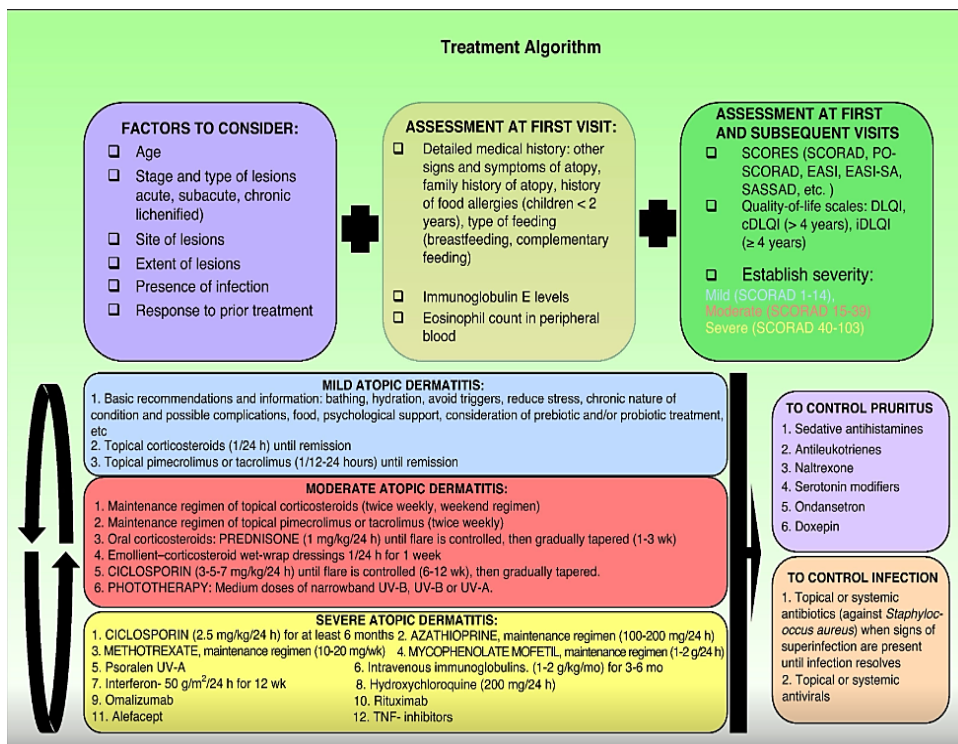 Treatment Algorithm
FACTORS TO CONSIDER:
Age
Stage and type of lesions
acute, subacute, chronic
lichenified)
Site of lesions
Extent of lesions
Presence of infection
Response to prior treatment
ASSESSMENT AT FIRST VISIT:
Detailed medical history: other
signs and symptoms of atopy,
family history of atopy, history
of food allergies (children < 2
years), type of feeding
(breastfeeding, complementary
feeding)
Immunoglobulin E levels
Eosinophil count in peripheral
blood
ASSESSMENT AT FIRST
AND SUBSEQUENT VISITS
SCORES (SCORAD, PO-
SCORAD, EASI, EASI-SA,
SASSAD, etc. )
Quality-of-life scales: DLQI,
cDLQI (> 4 years), iDLQI
(≥ 4 years)
Establish severity:
Mild (SCORAD 1-14),
Moderate (SCORAD 15-39)
Severe (SCORAD 40-103)
MILD ATOPIC DERMATITIS:
1. Basic recommendations and information: bathing, hydration, avoid triggers, reduce stress, chronic nature of
condition and possible complications, food, psychological support, consideration of prebiotic and/or probiotic treatment,
etc
2. Topical corticosteroids (1/24 h) until remission
3. Topical pimecrolimus or tacrolimus (1/12-24 hours) until remission
MODERATE ATOPIC DERMATITIS:
1. Maintenance regimen of topical corticosteroids (twice weekly, weekend regimen)
2. Maintenance regimen of topical pimecrolimus or tacrolimus (twice weekly)
3. Oral corticosteroids: PREDNISONE (1 mg/kg/24 h) until flare is controlled, then gradually tapered (1-3 wk)
4. Emollient–corticosteroid wet-wrap dressings 1/24 h for 1 week
5. CICLOSPORIN (3-5-7 mg/kg/24 h) until flare is controlled (6-12 wk), then gradually tapered.
6. PHOTOTHERAPY: Medium doses of narrowband UV-B, UV-B or UV-A.
SEVERE ATOPIC DERMATITIS:
1. CICLOSPORIN (2.5 mg/kg/24 h) for at least 6 months 2. AZATHIOPRINE, maintenance regimen (100-200 mg/24 h)
3. METHOTREXATE, maintenance regimen (10-20 mg/wk) 4. MYCOPHENOLATE MOFETIL, maintenance regimen (1-2 g/24 h)
5. Psoralen UV-A 6. Intravenous immunoglobulins. (1-2 g/kg/mo) for 3-6 mo
7. Interferon- 50 g/m²/24 h for 12 wk 8. Hydroxychloroquine (200 mg/24 h)
9. Omalizumab 10. Rituximab
11. Alefacept 12. TNF- inhibitors
TO CONTROL PRURITUS
1. Sedative antihistamines
2. Antileukotrienes
3. Naltrexone
4. Serotonin modifiers
5. Ondansetron
6. Doxepin
TO CONTROL INFECTION
1. Topical or systemic
antibiotics (against Staphyloc-
occus aureus) when signs of
superinfection are present
until infection resolves
2. Topical or systemic
antivirals